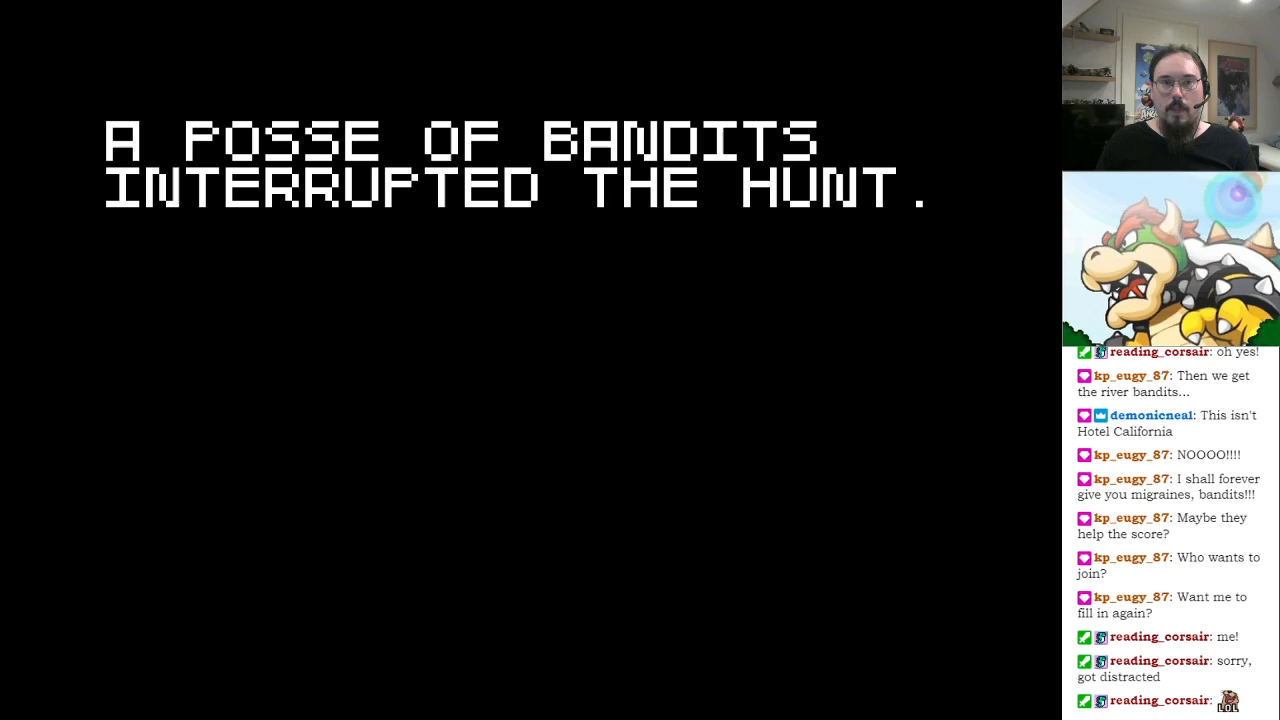 A POSSE OF BANDITS
INTERRUPTED THE HUNT.
reading_corsair: oh yes!
kp_eugy_87: Then we get
the river bandits...
demonicneal: This isn't
Hotel California
kp_eugy_87: NOOOO!!!!
kp_eugy_87: I shall forever
give you migraines, bandits!!!
kp_eugy_87: Maybe they
help the score?
kp_eugy_87: Who wants to
join?
kp_eugy_87: Want me to
fill in again?
reading_corsair: me!
reading_corsair: sorry,
got distracted
reading_corsair: LOL